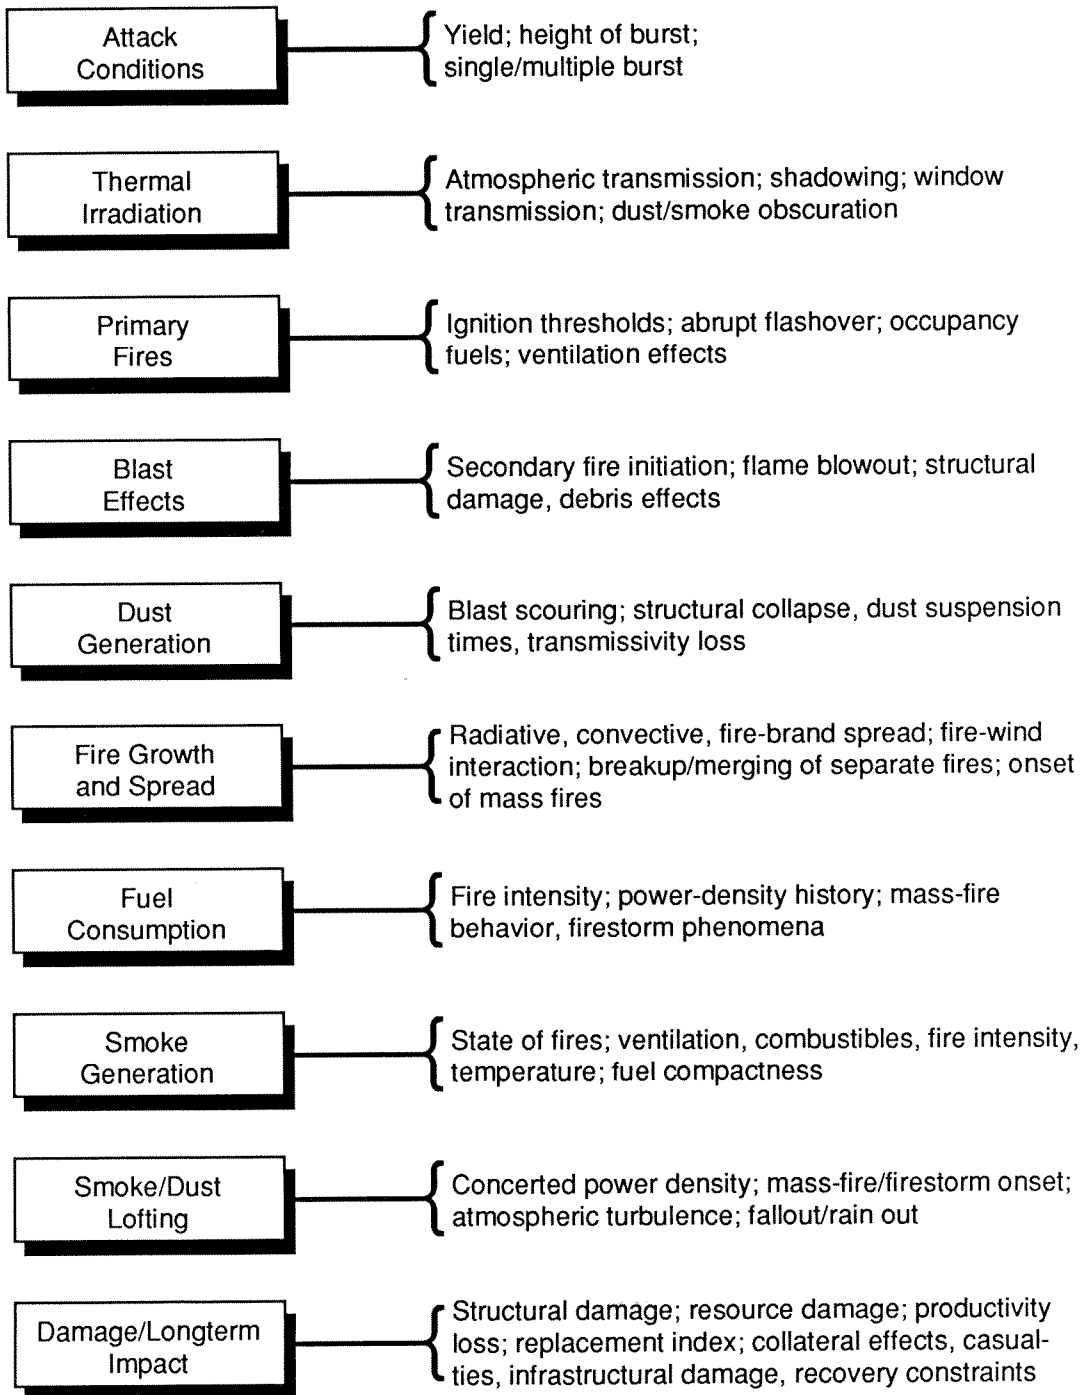 Attack
Conditions
Yield; height of burst;
single/multiple burst
Thermal
Irradiation
Atmospheric transmission; shadowing; window
transmission; dust/smoke obscuration
Primary
Fires
Ignition thresholds; abrupt flashover; occupancy
fuels; ventilation effects
Blast
Effects
Secondary fire initiation; flame blowout; structural
damage, debris effects
Dust
Generation
Blast scouring; structural collapse, dust suspension
times, transmissivity loss
Fire Growth
and Spread
Radiative, convective, fire-brand spread; fire-wind
interaction; breakup/merging of separate fires; onset
of mass fires
Fuel
Consumption
Fire intensity; power-density history; mass-fire
behavior, firestorm phenomena
Smoke
Generation
State of fires; ventilation, combustibles, fire intensity,
temperature; fuel compactness
Smoke/Dust
Lofting
Concerted power density; mass-fire/firestorm onset;
atmospheric turbulence; fallout/rain out
Damage/Longterm
Impact
Structural damage; resource damage; productivity
loss; replacement index; collateral effects, casual-
ties, infrastructural damage, recovery constraints